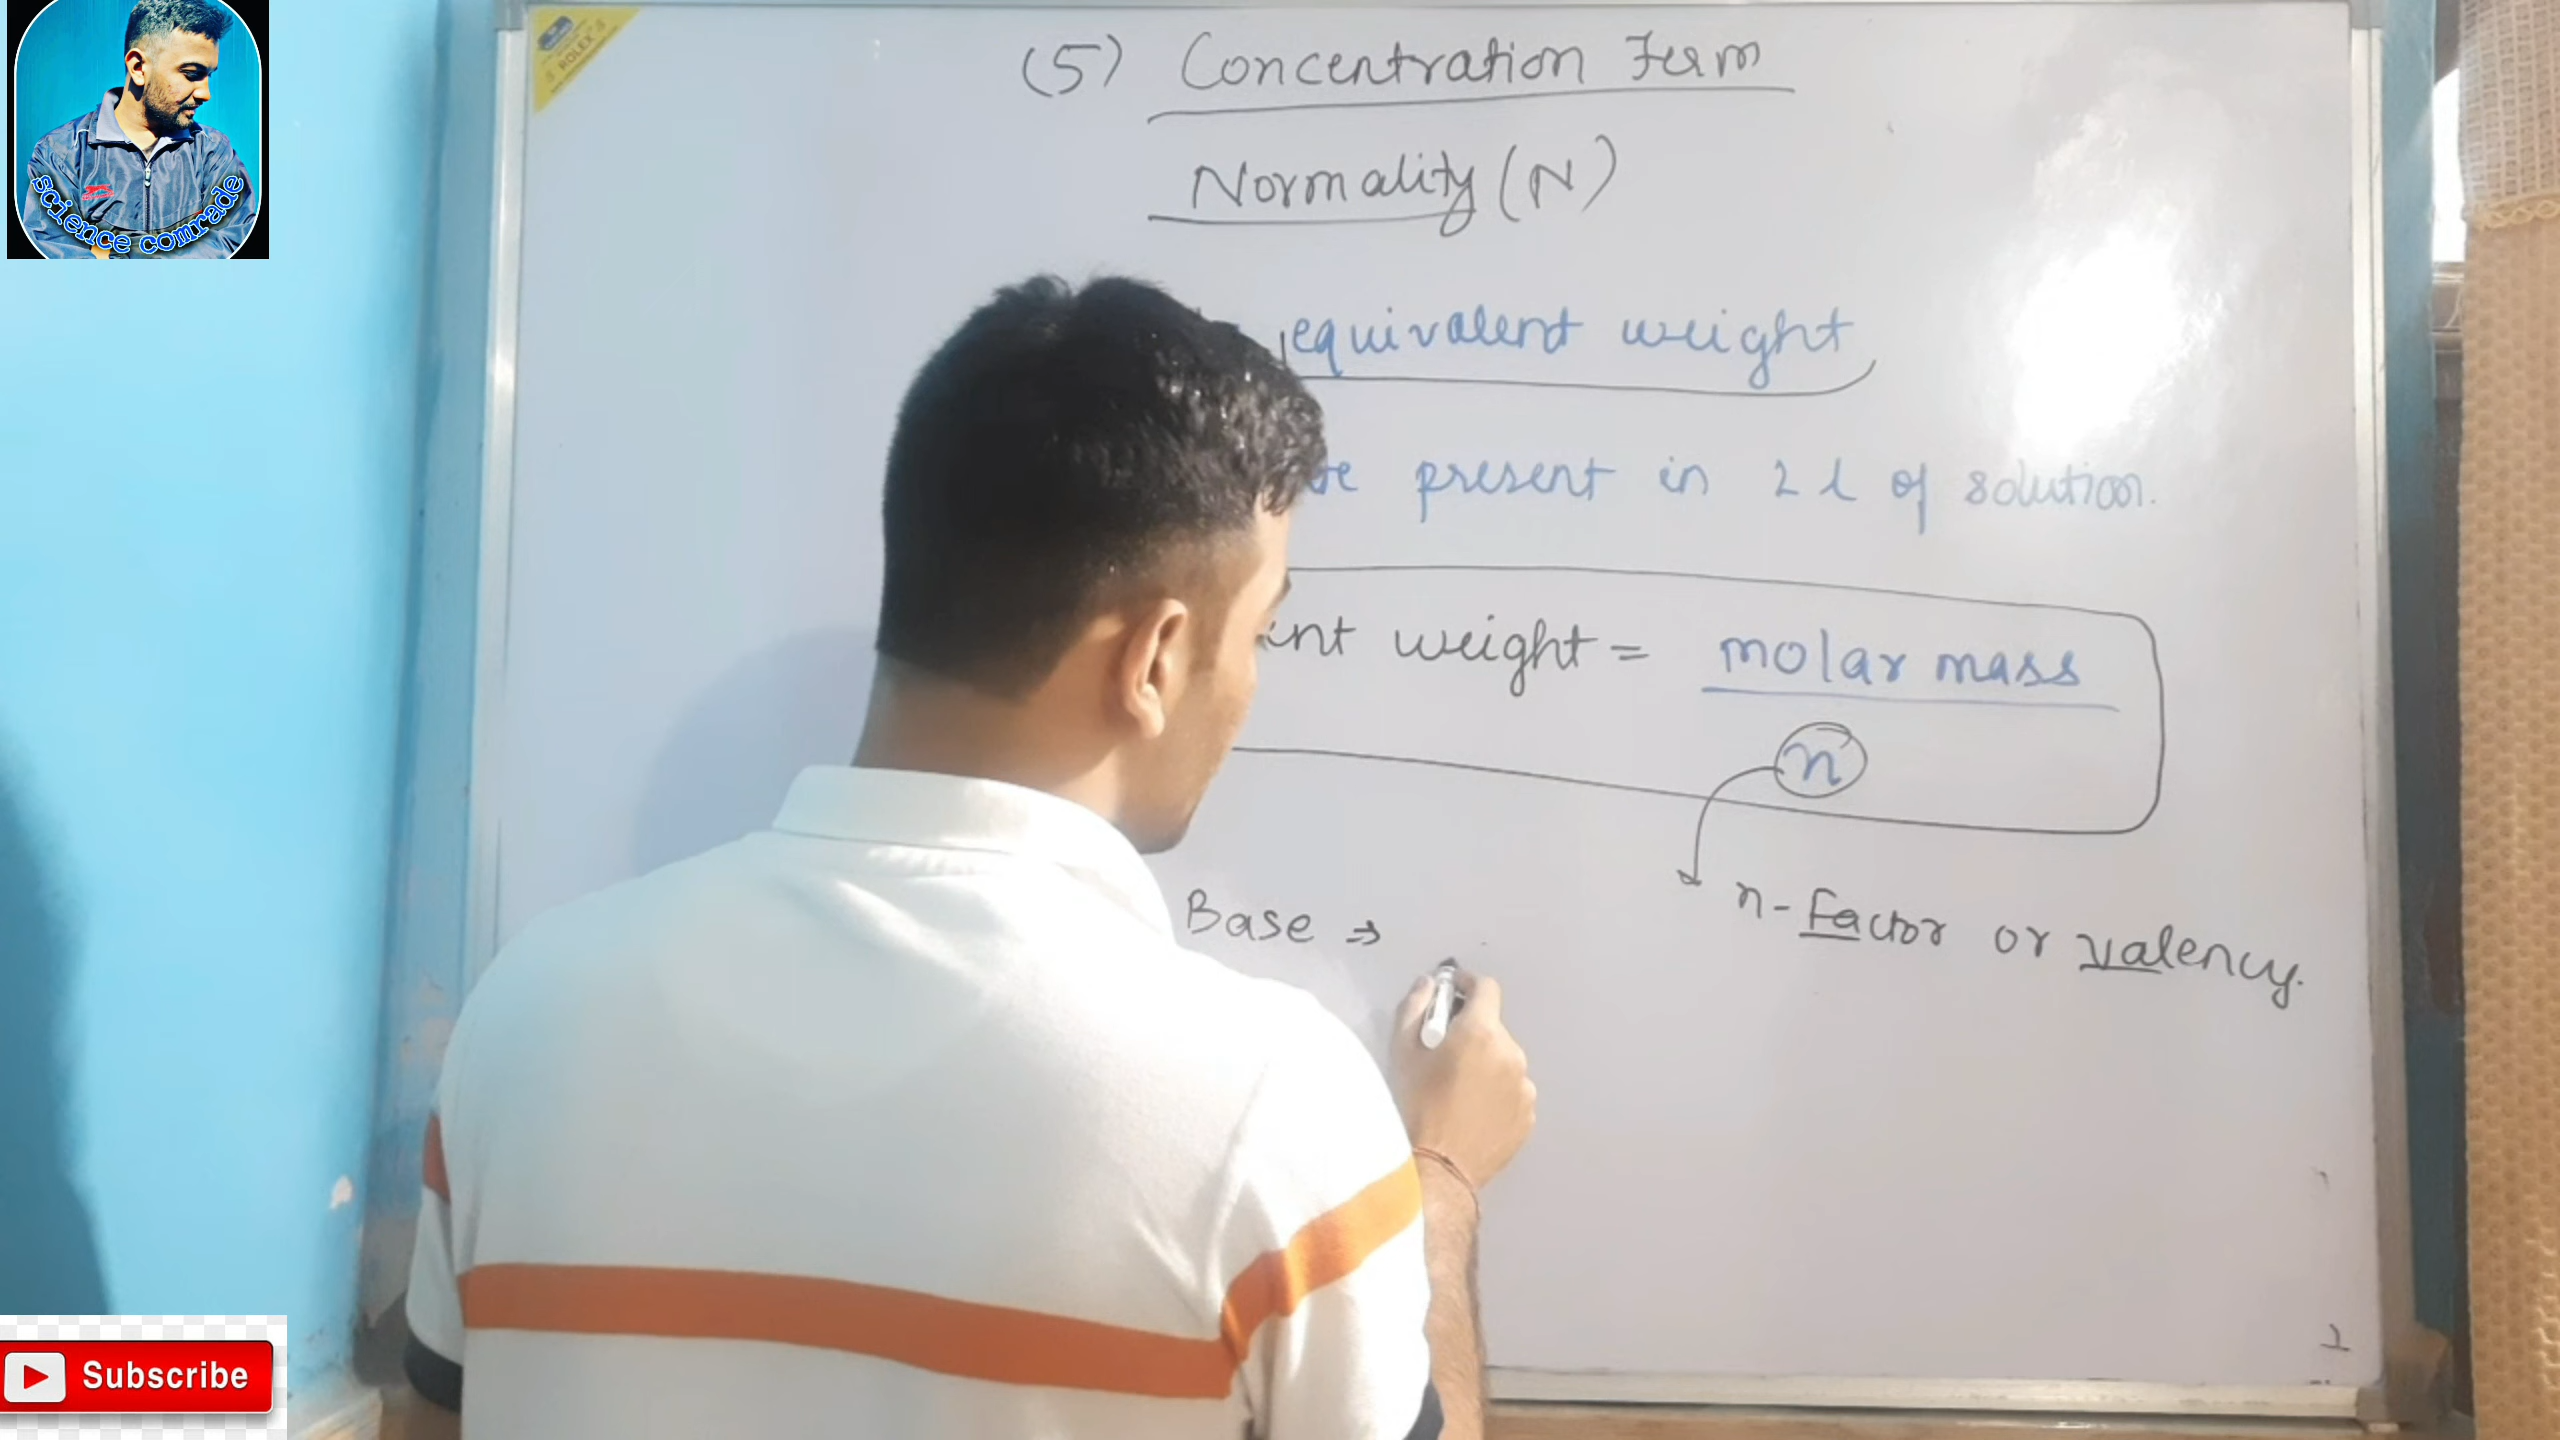 ROLEX
science comrade
(5) Concentration Term
Normality (N)
equivalent weight
present in 1 l of solution.
weight = molar mass
n
n-Factor or valency.
Base ⇒
Subscribe